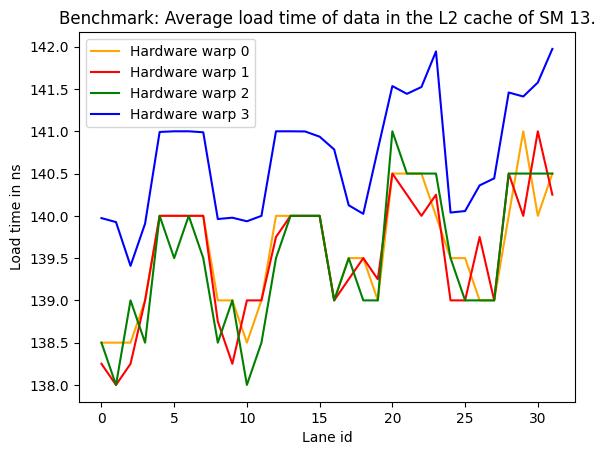 Benchmark: Average load time of data in the L2 cache of SM 13.
Hardware warp 0
Hardware warp 1
Hardware warp 2
Hardware warp 3
Load time in ns
142.0
141.5
141.0
140.5
140.0
139.5
139.0
138.5
138.0
0 5 10 15 20 25 30
Lane id